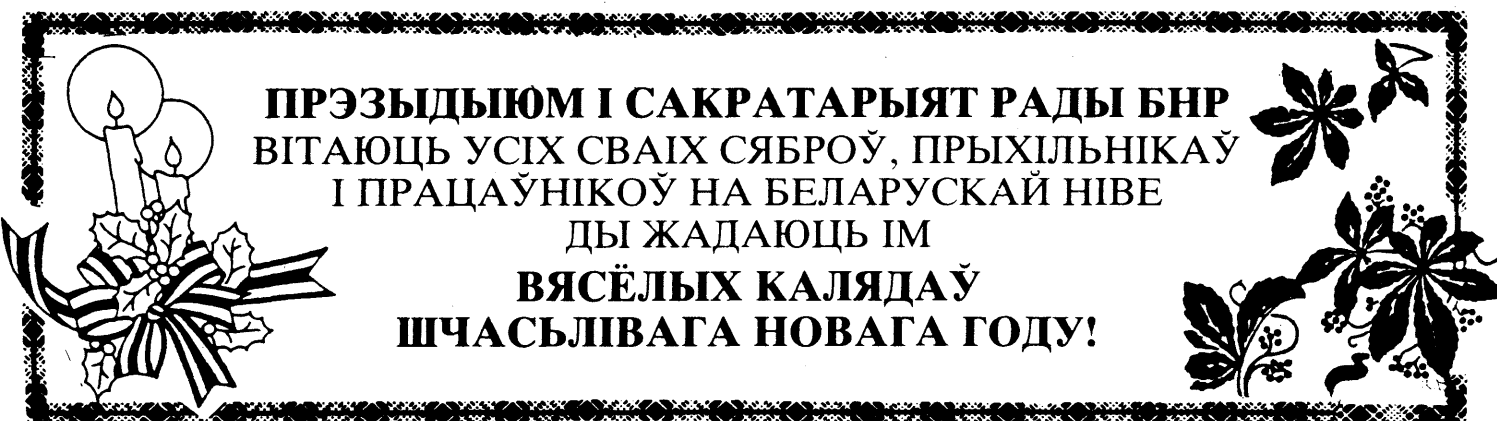 ПРЭЗЫДЫЮМ І САКРАТАРЫЯТ РАДЫ БНР
ВІТАЮЦЬ УСІХ СВАІХ СЯБРОЎ, ПРЫХІЛЬНІКАЎ
І ПРАЦАЎНІКОЎ НА БЕЛАРУСКАЙ НІВЕ
ДЫ ЖАДАЮЦЬ ІМ
ВЯСЁЛЫХ КАЛЯДАЎ
ШЧАСЬЛІВАГА НОВАГА ГОДУ!